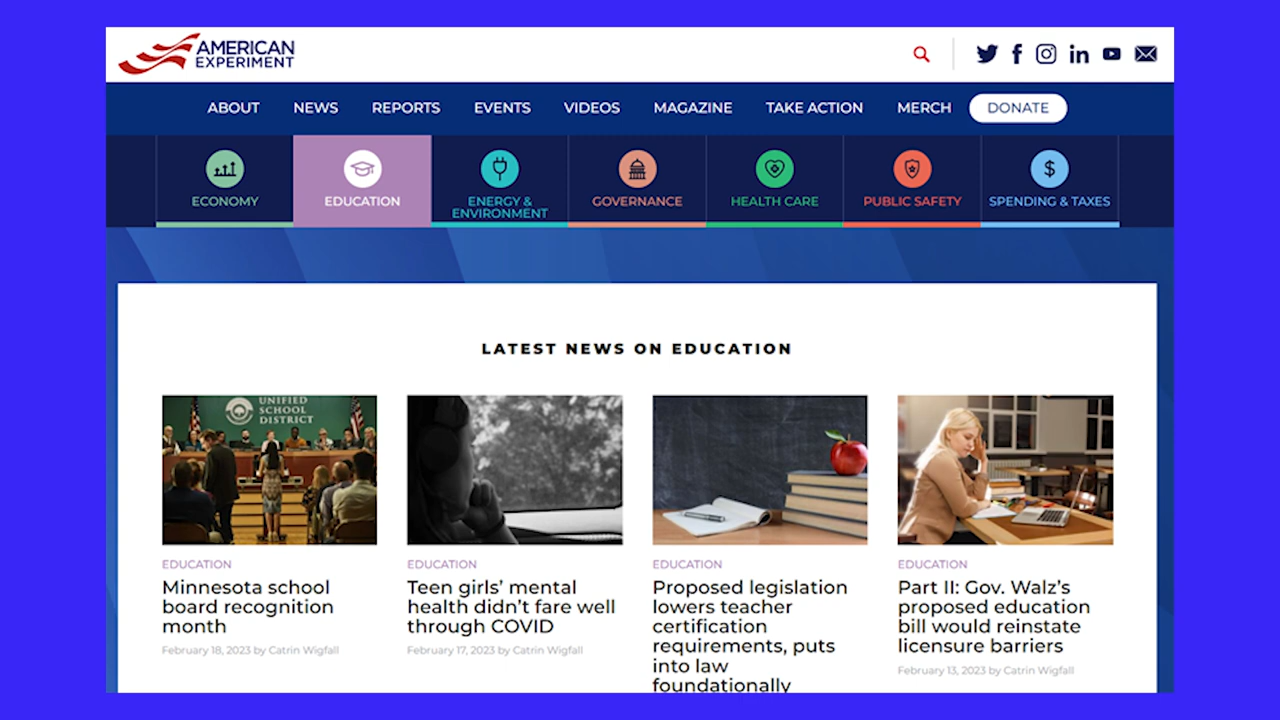 AMERICAN
EXPERIMENT
ABOUT NEWS REPORTS EVENTS VIDEOS MAGAZINE TAKE ACTION MERCH DONATE
ECONOMY EDUCATION ENERGY &
ENVIRONMENT GOVERNANCE HEALTH CARE PUBLIC SAFETY SPENDING & TAXES
LATEST NEWS ON EDUCATION
UNIFIED
SCHOOL
DISTRICT
EDUCATION
Minnesota school
board recognition
month
February 18, 2023 by Catrin Wigfall
EDUCATION
Teen girls’ mental
health didn’t fare well
through COVID
February 17, 2023 by Catrin Wigfall
EDUCATION
Proposed legislation
lowers teacher
certification
requirements, puts
into law
foundationally
EDUCATION
Part II: Gov. Walz’s
proposed education
bill would reinstate
licensure barriers
February 13, 2023 by Catrin Wigfall